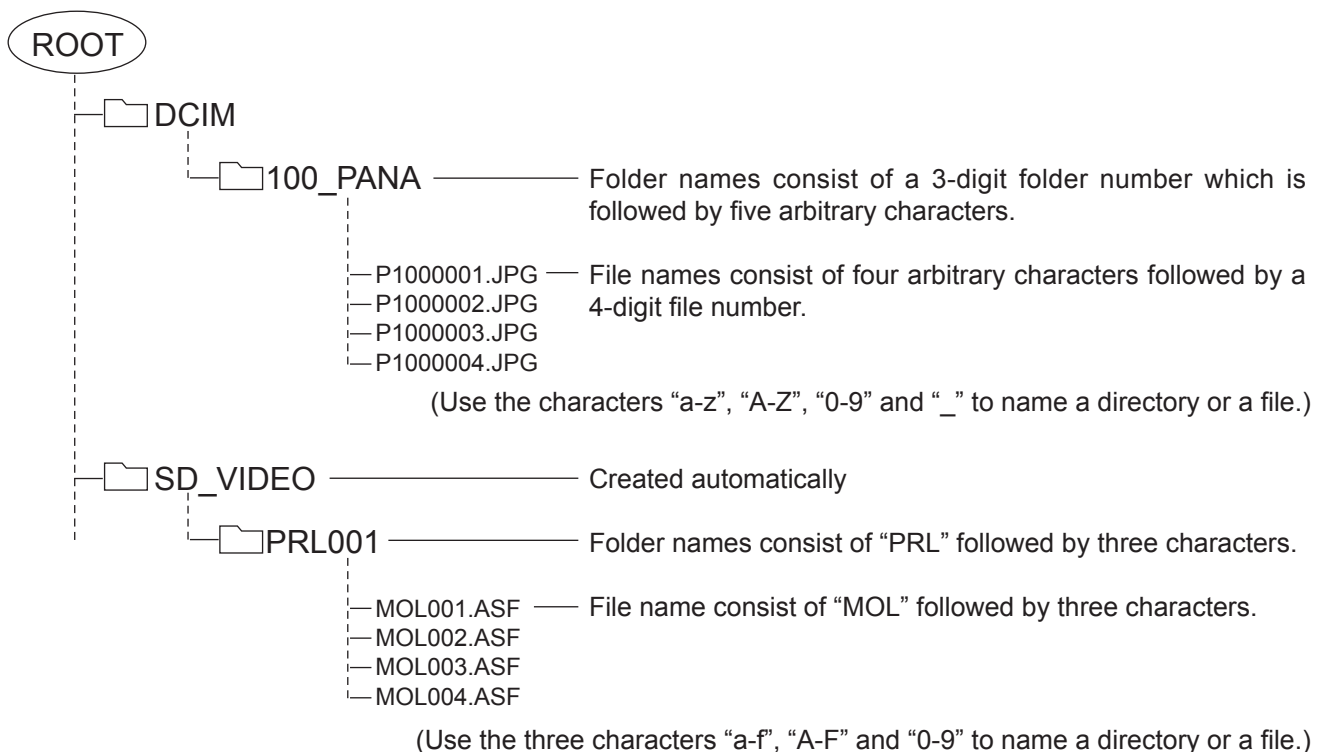 ROOT
DCIM
100_PANA
Folder names consist of a 3-digit folder number which is
followed by five arbitrary characters.
P1000001.JPG
File names consist of four arbitrary characters followed by a
4-digit file number.
P1000002.JPG
P1000003.JPG
P1000004.JPG
(Use the characters “a-z”, “A-Z”, “0-9” and “_” to name a directory or a file.)
SD_VIDEO
Created automatically
PRL001
Folder names consist of “PRL” followed by three characters.
MOL001.ASF
File name consist of “MOL” followed by three characters.
MOL002.ASF
MOL003.ASF
MOL004.ASF
(Use the three characters “a-f”, “A-F” and “0-9” to name a directory or a file.)